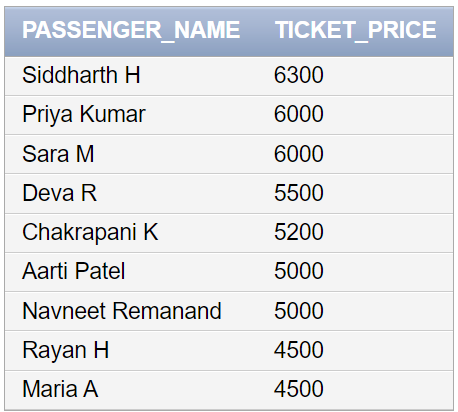 PASSENGER_NAME TICKET_PRICE
Siddharth H 6300
Priya Kumar 6000
Sara M 6000
Deva R 5500
Chakrapani K 5200
Aarti Patel 5000
Navneet Remanand 5000
Rayan H 4500
Maria A 4500